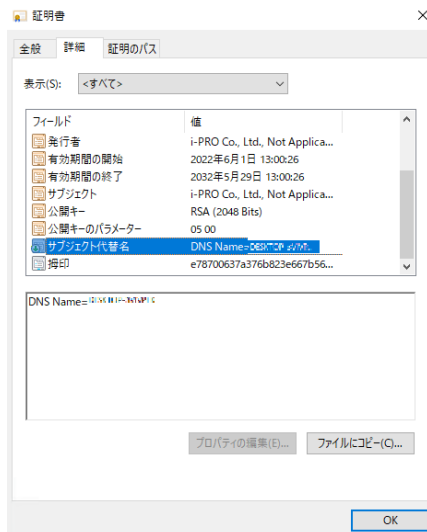 証明書
全般 詳細 証明のパス
表示(S): <すべて>
フィールド 値
発行者 i-PRO Co., Ltd., Not Applica...
有効期間の開始 2022年6月1日 13:00:26
有効期間の終了 2032年5月29日 13:00:26
サブジェクト i-PRO Co., Ltd., Not Applica...
公開キー RSA (2048 Bits)
公開キーのパラメーター 05 00
サブジェクト代替名 DNS Name=
拇印 e78700637a376b823e667b56...
DNS Name=
プロパティの編集(E)... ファイルにコピー(C)...
OK